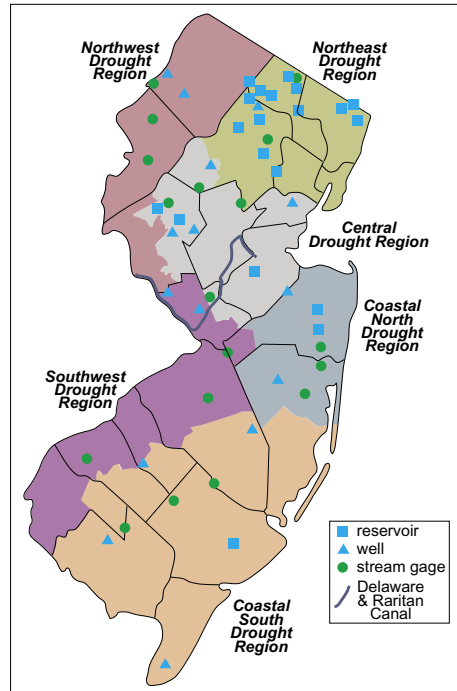 Northwest
Drought
Region
Northeast
Drought
Region
Central
Drought Region
Coastal
North
Drought
Region
Southwest
Drought
Region
reservoir
well
stream gage
Delaware
& Raritan
Canal
Coastal
South
Drought
Region